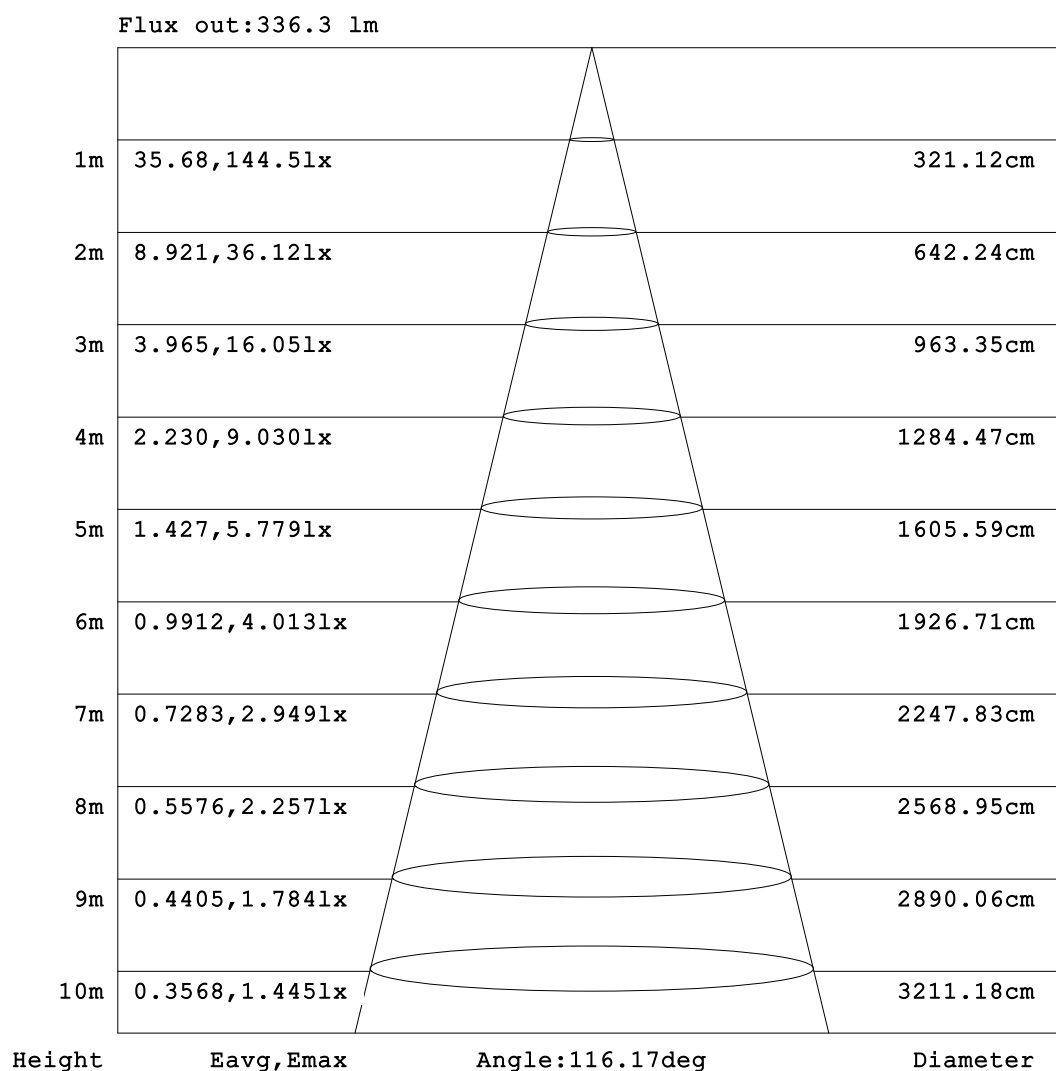 Flux out:336.3 lm
1m 35.68,144.5lx 321.12cm
2m 8.921,36.12lx 642.24cm
3m 3.965,16.05lx 963.35cm
4m 2.230,9.030lx 1284.47cm
5m 1.427,5.779lx 1605.59cm
6m 0.9912,4.013lx 1926.71cm
7m 0.7283,2.949lx 2247.83cm
8m 0.5576,2.257lx 2568.95cm
9m 0.4405,1.784lx 2890.06cm
10m 0.3568,1.445lx 3211.18cm
Height Eavg,Emax Angle:116.17deg Diameter